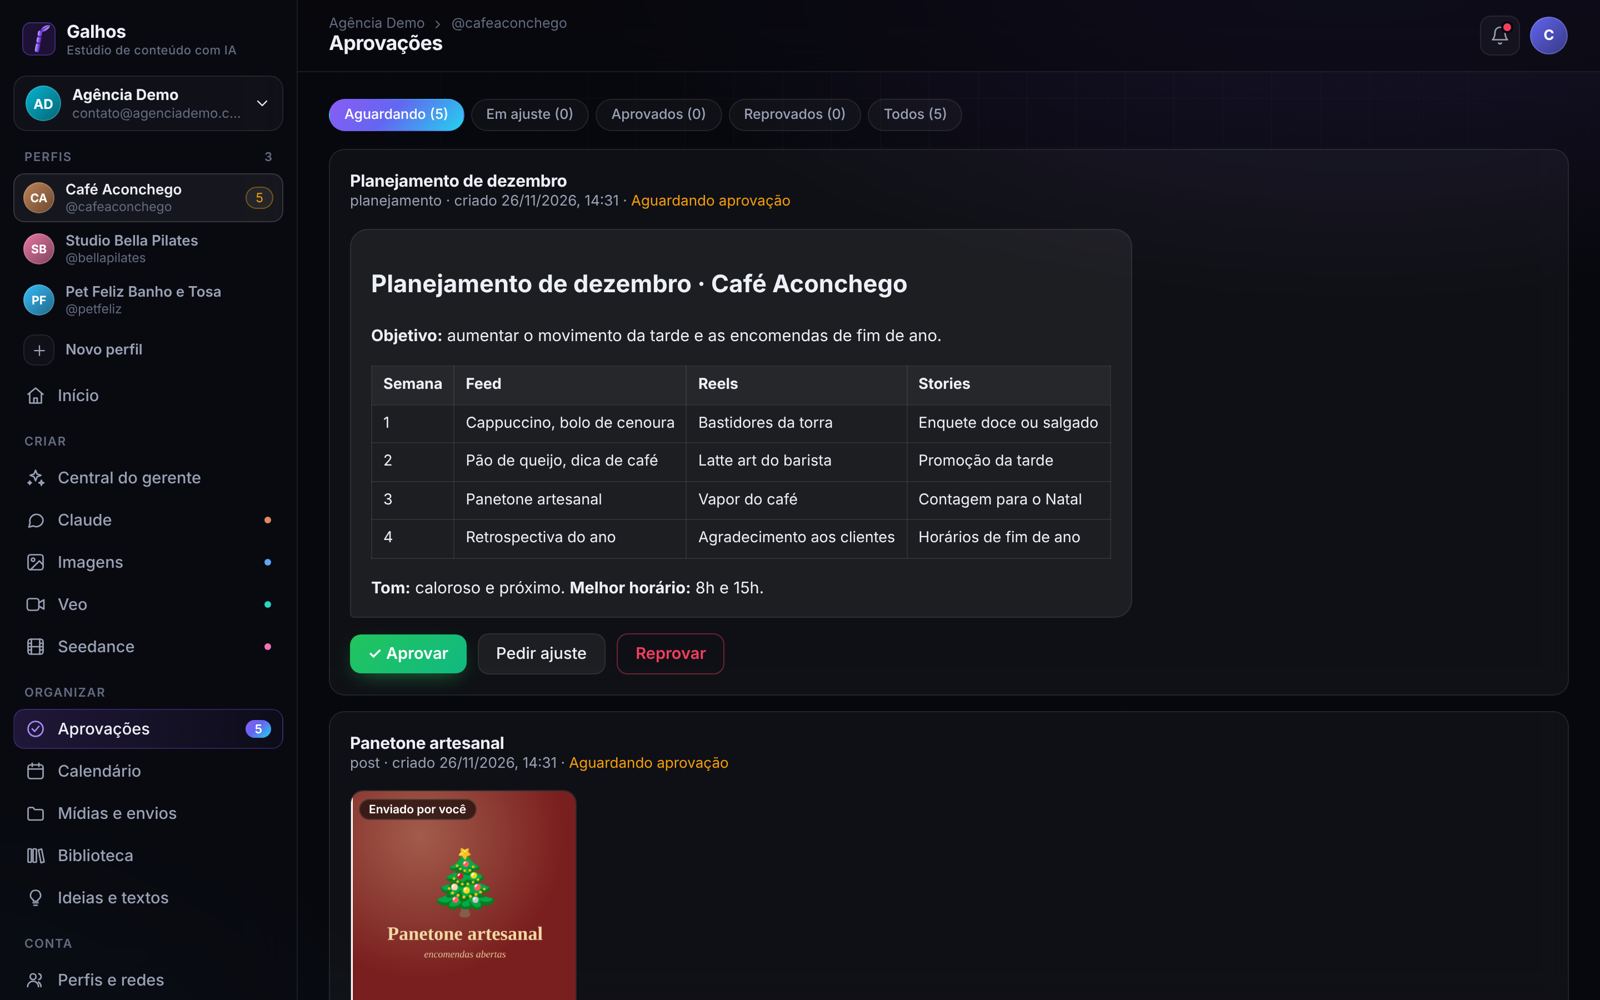 Galhos
Estúdio de conteúdo com IA
AD
Agência Demo
contato@agenciademo.c...
PERFIS 3
CA
Café Aconchego
@cafeaconchego
5
SB
Studio Bella Pilates
@bellapilates
PF
Pet Feliz Banho e Tosa
@petfeliz
+ Novo perfil
Início
CRIAR
Central do gerente
Claude
Imagens
Veo
Seedance
ORGANIZAR
Aprovações 5
Calendário
Mídias e envios
Biblioteca
Ideias e textos
CONTA
Perfis e redes
Agência Demo › @cafeaconchego
Aprovações
C
Aguardando (5) Em ajuste (0) Aprovados (0) Reprovados (0) Todos (5)
Planejamento de dezembro
planejamento · criado 26/11/2026, 14:31 · Aguardando aprovação
Planejamento de dezembro · Café Aconchego
Objetivo: aumentar o movimento da tarde e as encomendas de fim de ano.
Semana Feed Reels Stories
1 Cappuccino, bolo de cenoura Bastidores da torra Enquete doce ou salgado
2 Pão de queijo, dica de café Latte art do barista Promoção da tarde
3 Panetone artesanal Vapor do café Contagem para o Natal
4 Retrospectiva do ano Agradecimento aos clientes Horários de fim de ano
Tom: caloroso e próximo. Melhor horário: 8h e 15h.
✓ Aprovar Pedir ajuste Reprovar
Panetone artesanal
post · criado 26/11/2026, 14:31 · Aguardando aprovação
Enviado por você
Panetone artesanal
encomendas abertas